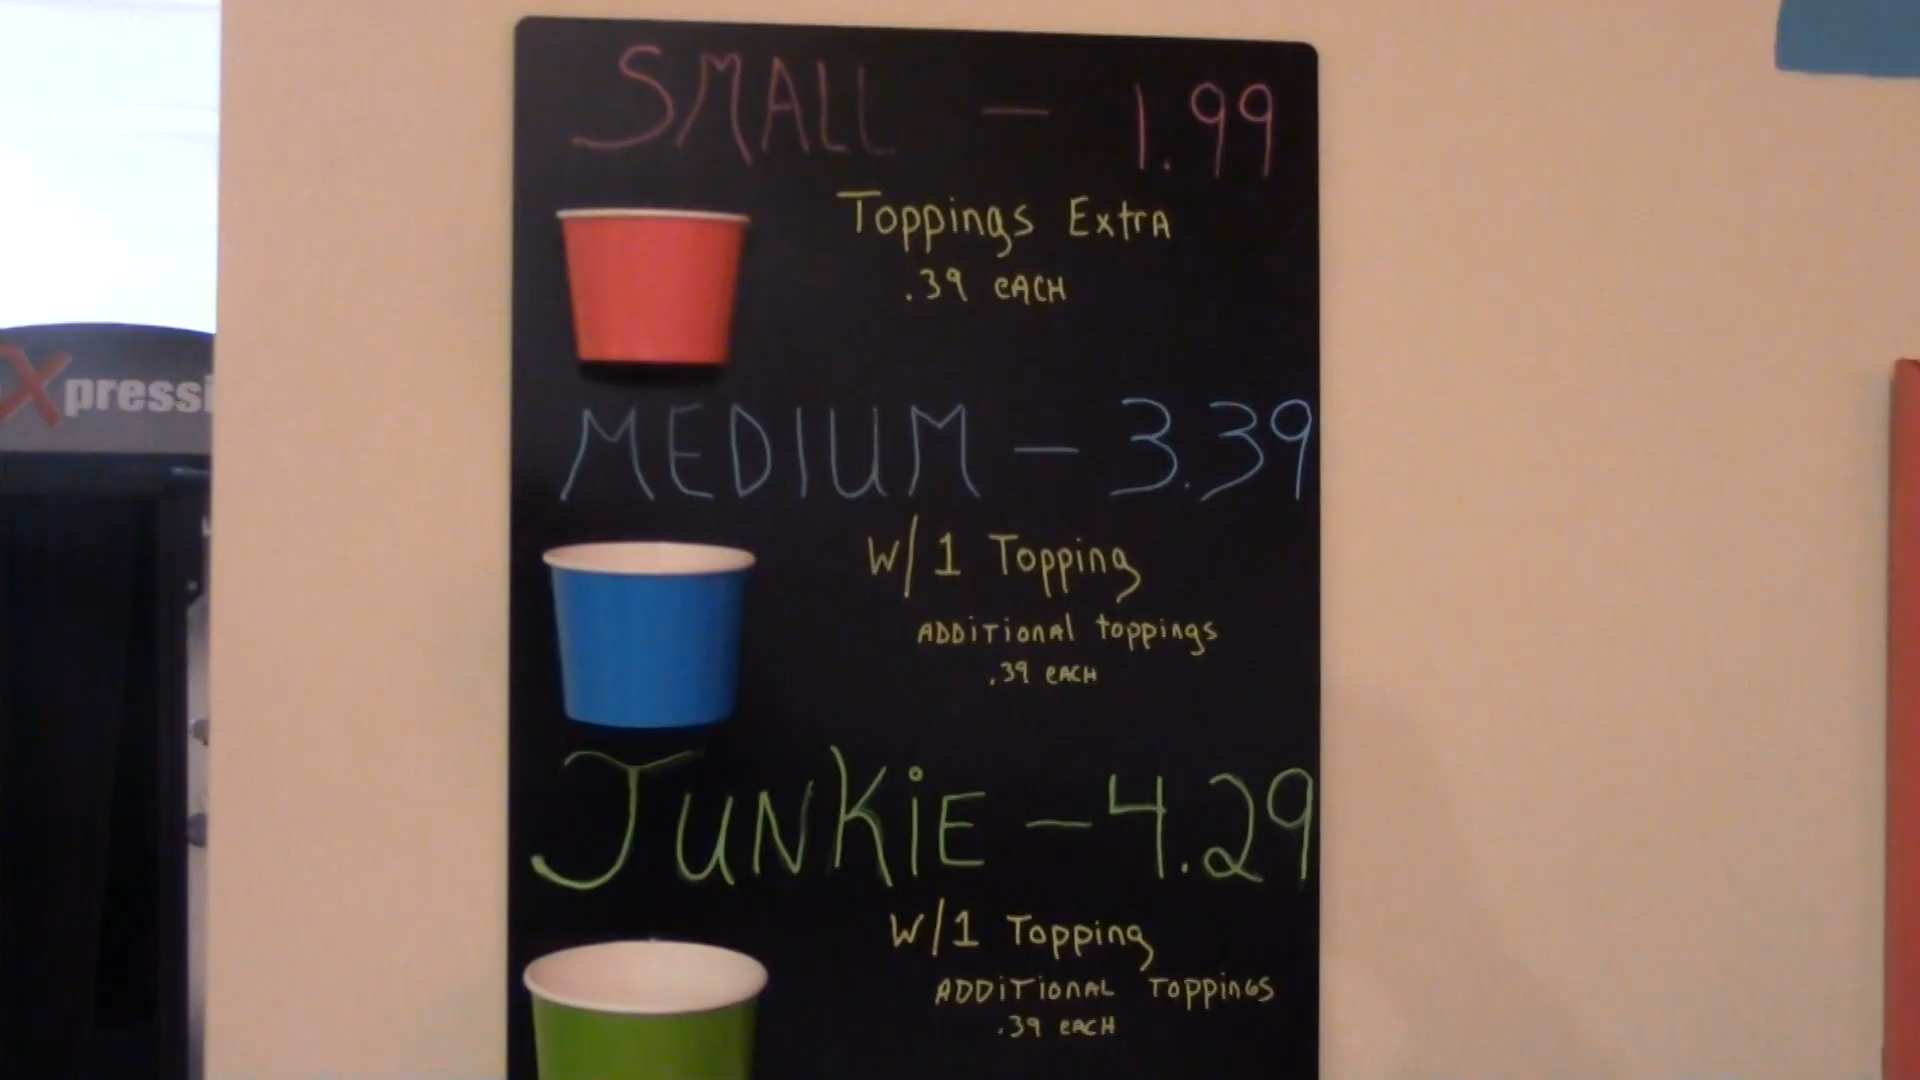 SMALL - 1.99
Toppings Extra
.39 each
MEDIUM - 3.39
W/1 Topping
Additional toppings
.39 each
JUNKiE - 4.29
W/1 Topping
Additional Toppings
.39 each
Xpressi